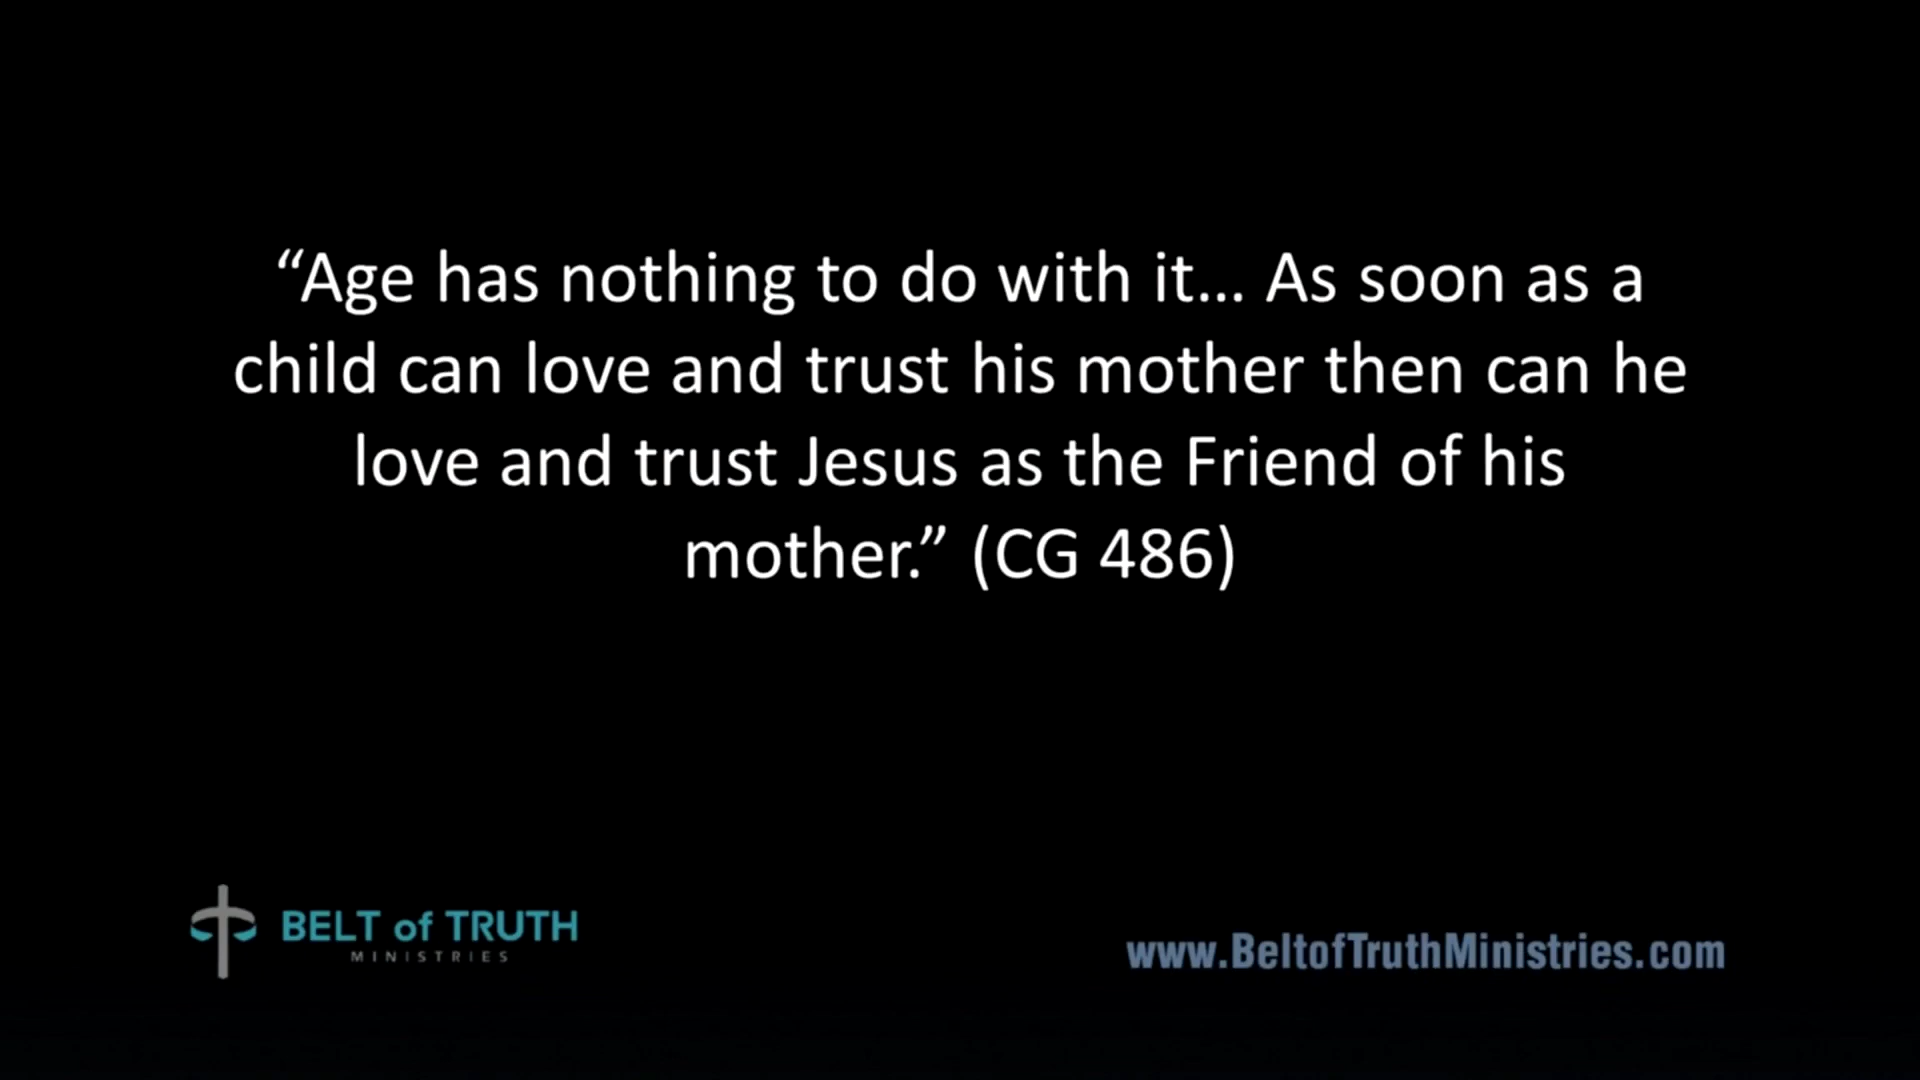 “Age has nothing to do with it... As soon as a
child can love and trust his mother then can he
love and trust Jesus as the Friend of his
mother.” (CG 486)
BELT of TRUTH
MINISTRIES
www.BeltofTruthMinistries.com